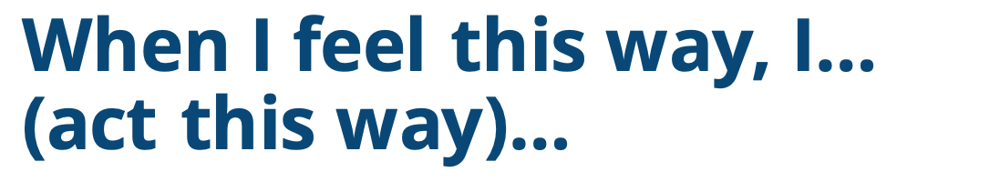 When I feel this way, I...
(act this way)...